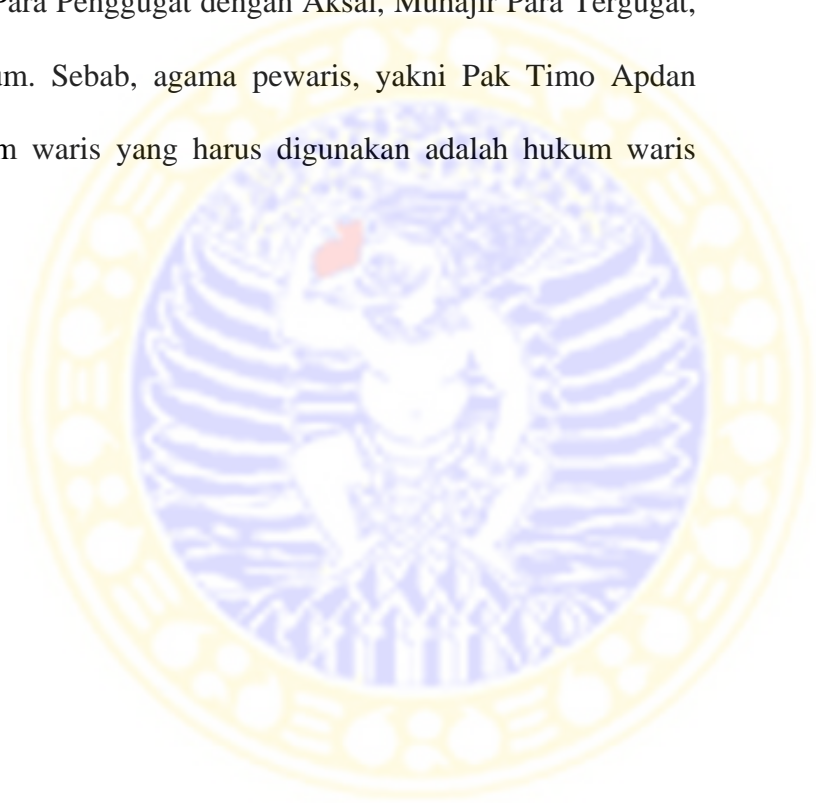 Para Penggugat dengan Aksal, Muhajir Para Tergugat,
um. Sebab, agama pewaris, yakni Pak Timo Apdan
m waris yang harus digunakan adalah hukum waris